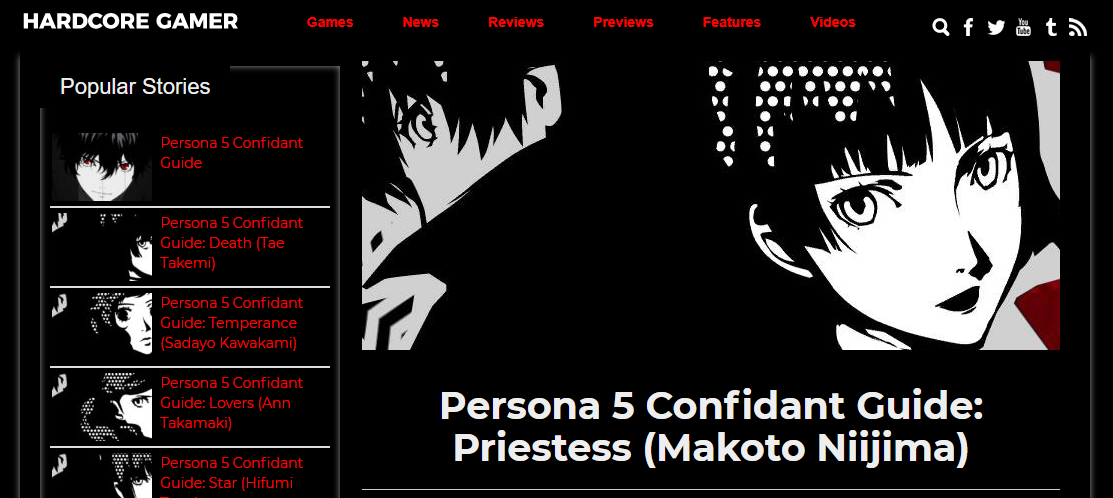 HARDCORE GAMER
Games News Reviews Previews Features Videos
You
Tube
Popular Stories
Persona 5 Confidant
Guide
Persona 5 Confidant
Guide: Death (Tae
Takemi)
Persona 5 Confidant
Guide: Temperance
(Sadayo Kawakami)
Persona 5 Confidant
Guide: Lovers (Ann
Takamaki)
Persona 5 Confidant
Guide: Star (Hifumi
Persona 5 Confidant Guide:
Priestess (Makoto Niijima)